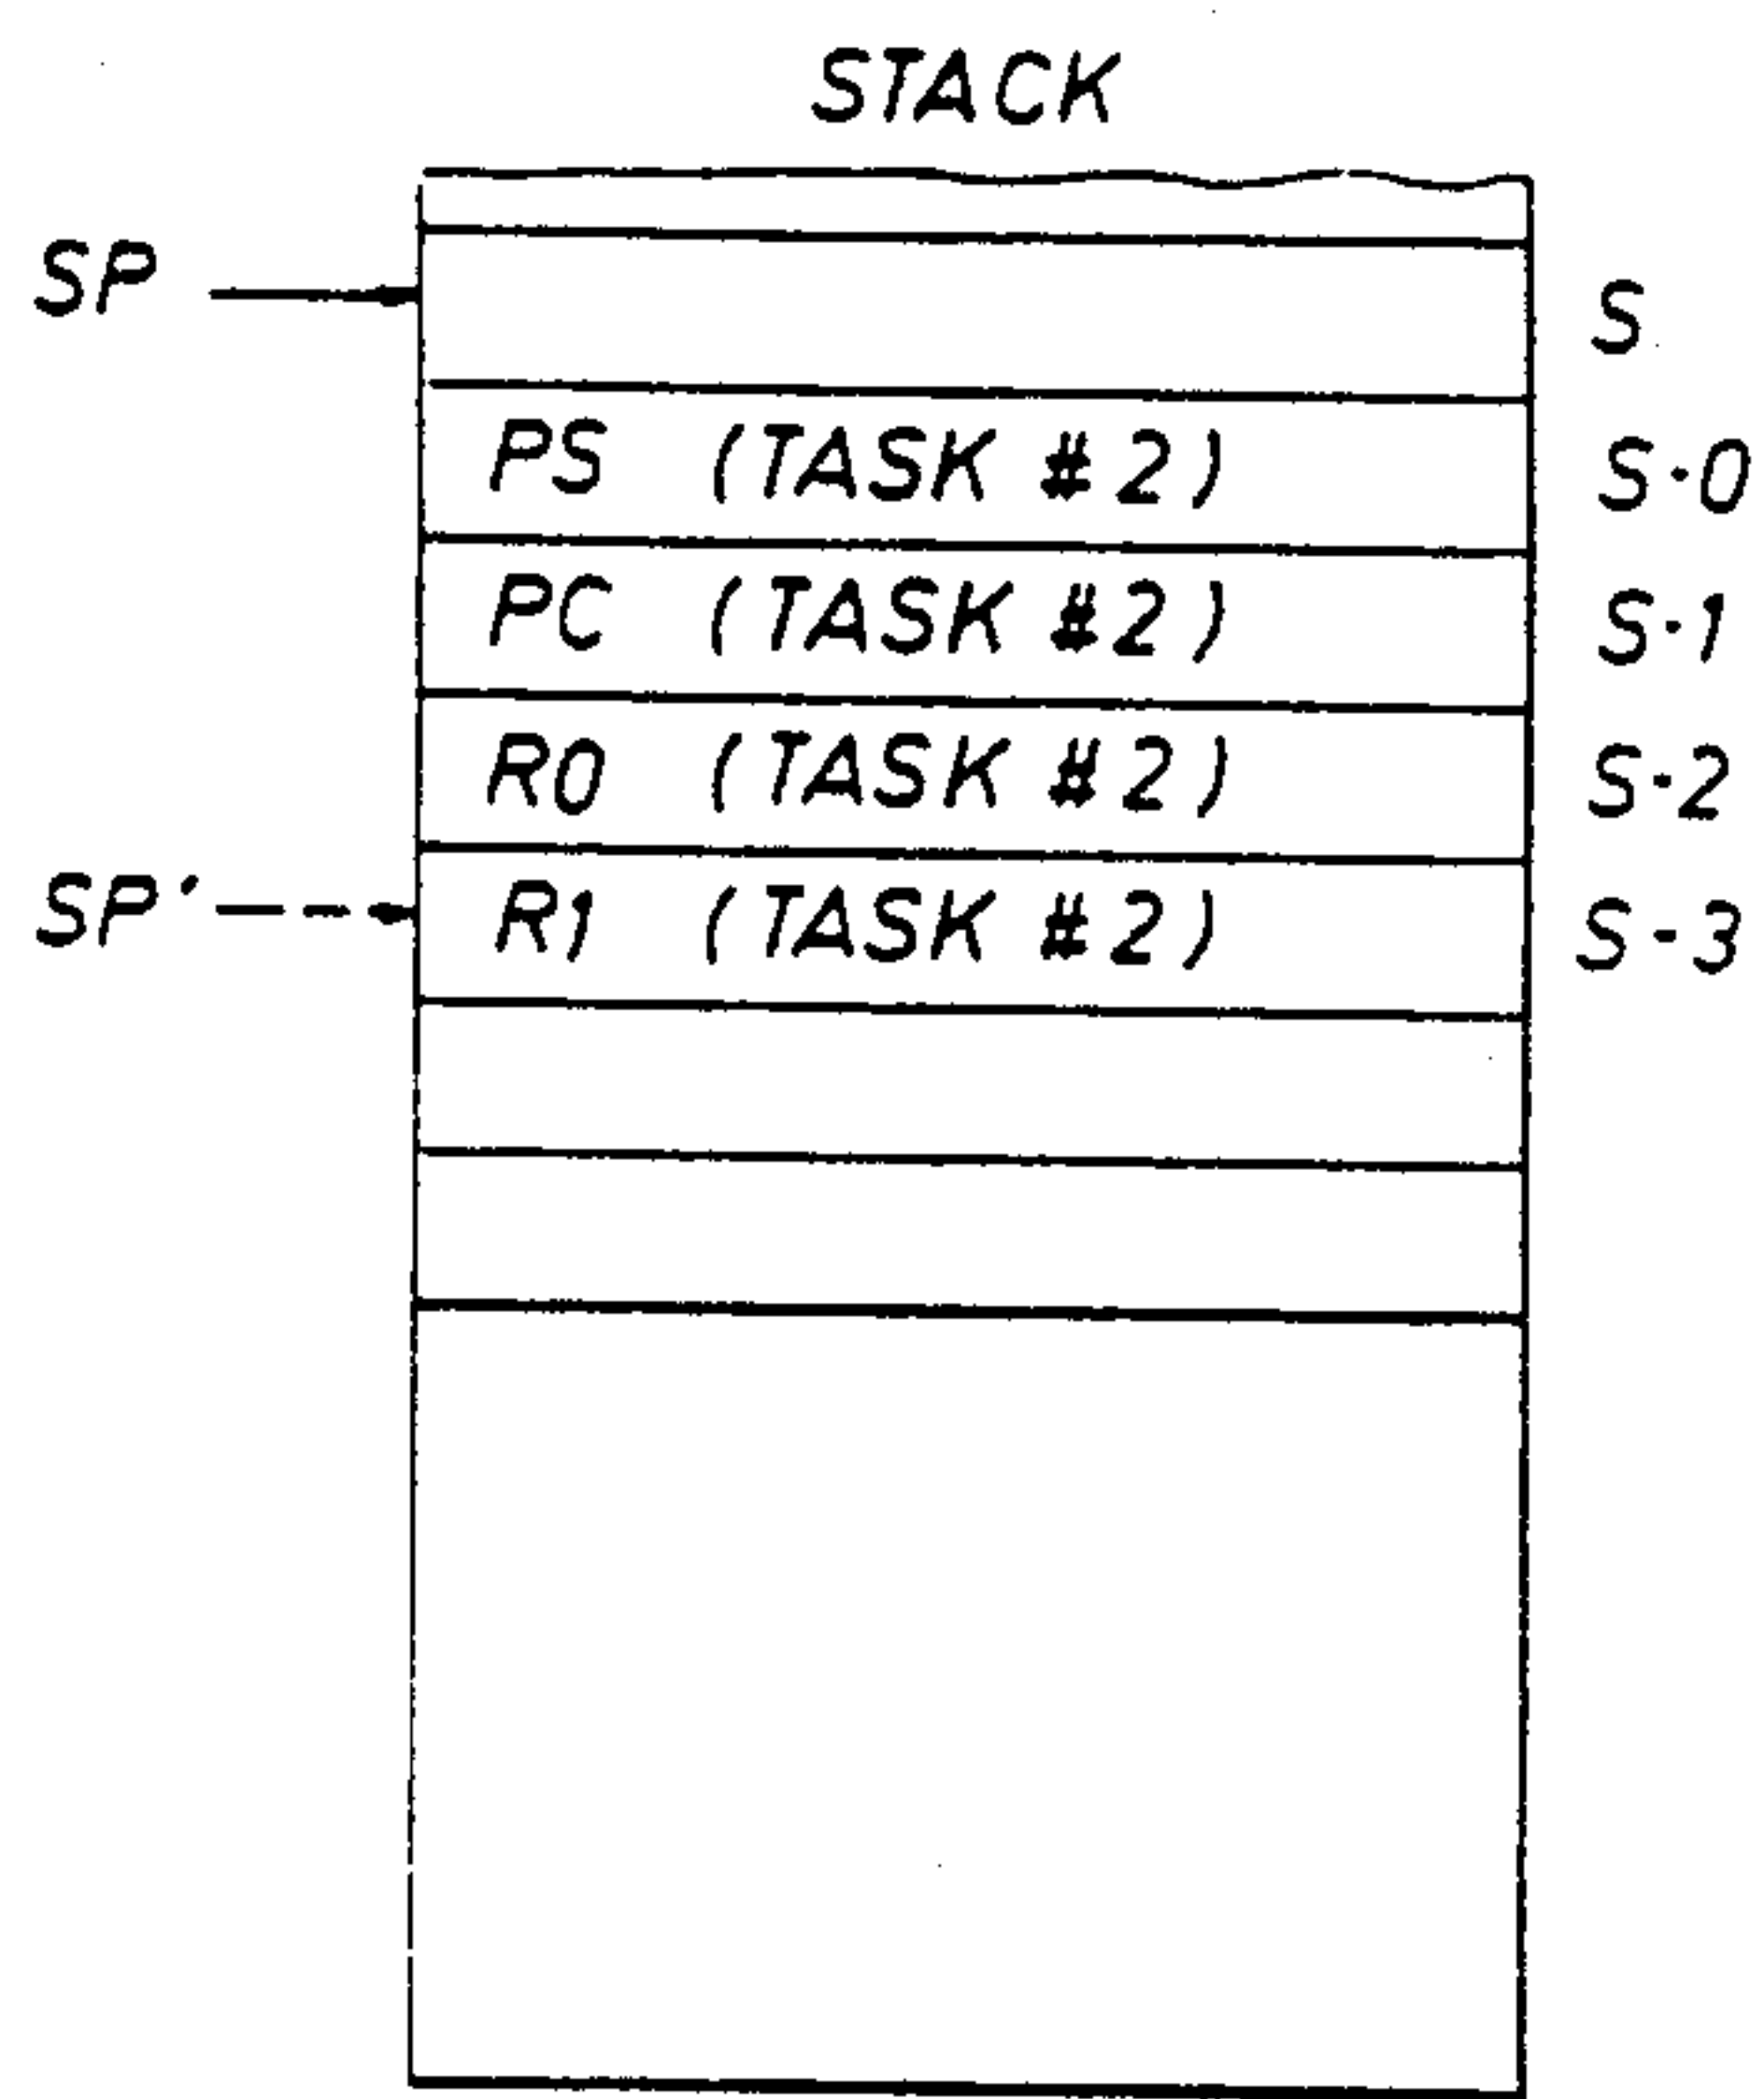 STACK
SP
S
PS (TASK #2) S·0
PC (TASK #2) S·1
R0 (TASK #2) S·2
SP' R1 (TASK #2) S-3